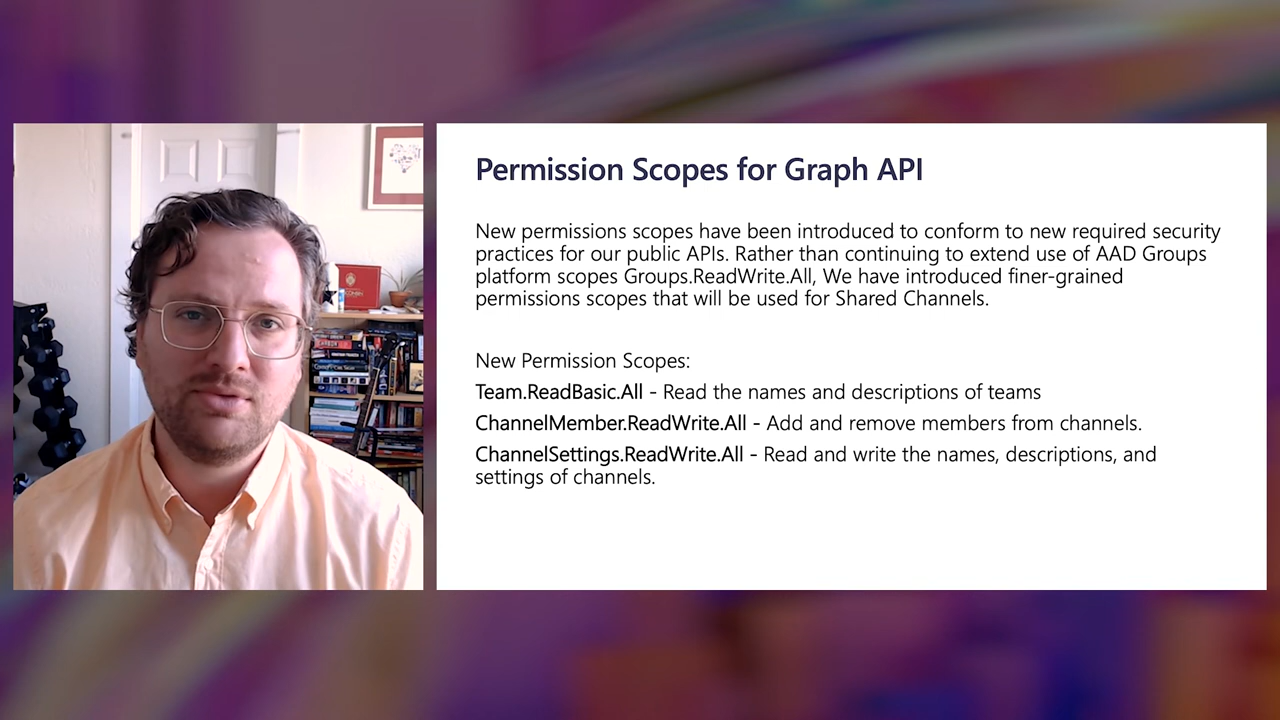 Permission Scopes for Graph API
New permissions scopes have been introduced to conform to new required security
practices for our public APIs. Rather than continuing to extend use of AAD Groups
platform scopes Groups.ReadWrite.All, We have introduced finer-grained
permissions scopes that will be used for Shared Channels.
New Permission Scopes:
Team.ReadBasic.All - Read the names and descriptions of teams
ChannelMember.ReadWrite.All - Add and remove members from channels.
ChannelSettings.ReadWrite.All - Read and write the names, descriptions, and
settings of channels.